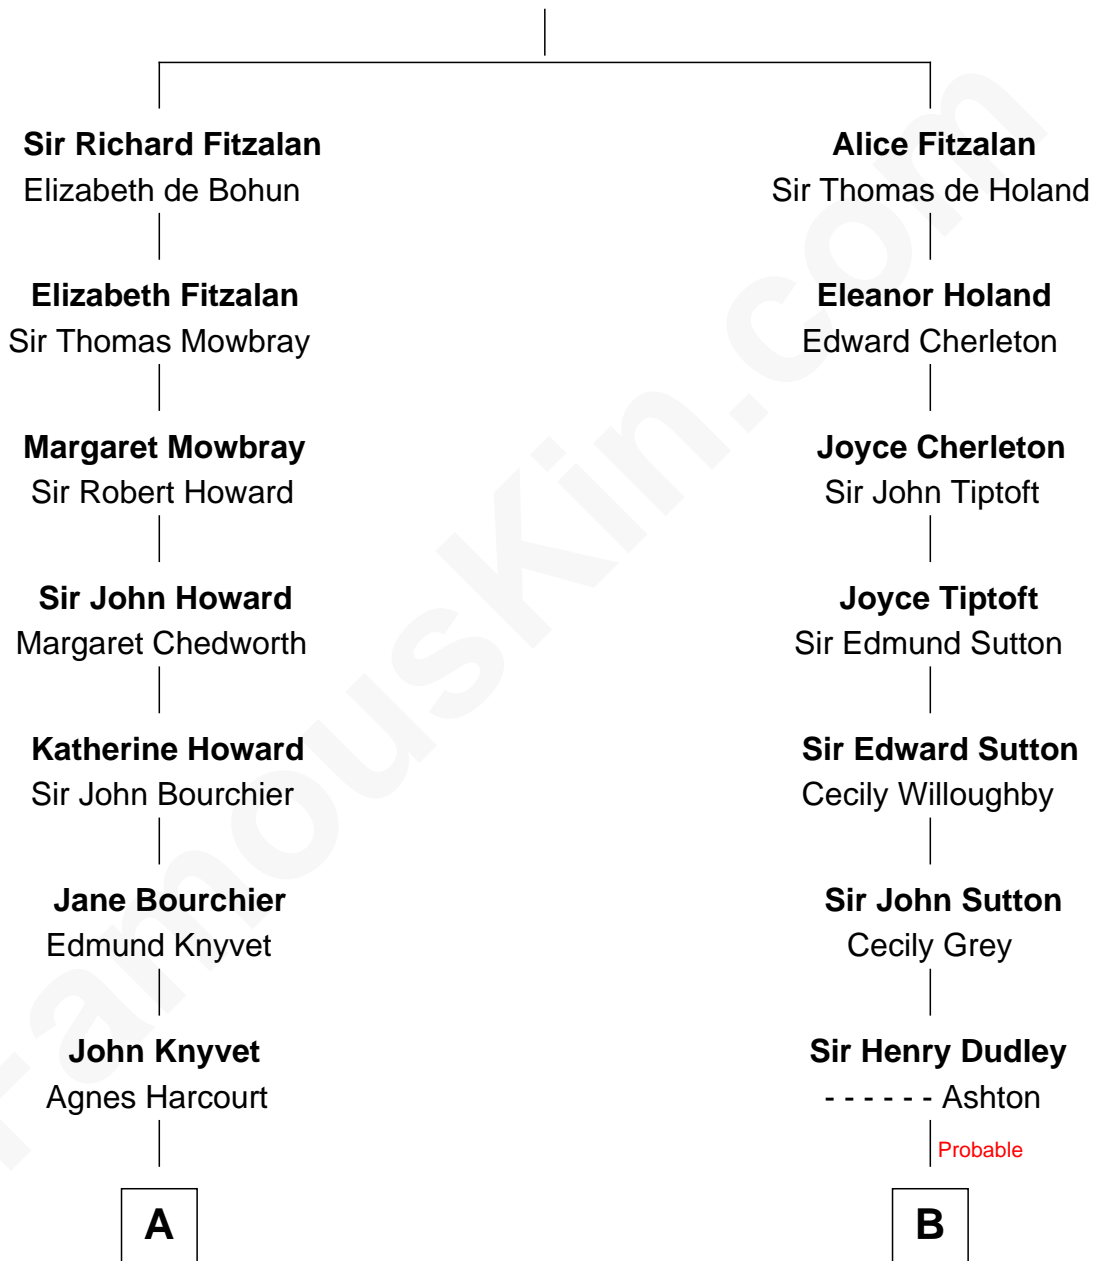 Sir Richard Fitzalan
Elizabeth de Bohun
Elizabeth Fitzalan
Sir Thomas Mowbray
Margaret Mowbray
Sir Robert Howard
Sir John Howard
Margaret Chedworth
Katherine Howard
Sir John Bourchier
Jane Bourchier
Edmund Knyvet
John Knyvet
Agnes Harcourt
A
Alice Fitzalan
Sir Thomas de Holand
Eleanor Holand
Edward Cherleton
Joyce Cherleton
Sir John Tiptoft
Joyce Tiptoft
Sir Edmund Sutton
Sir Edward Sutton
Cecily Willoughby
Sir John Sutton
Cecily Grey
Sir Henry Dudley
- - - - - - Ashton
Probable
B
FamousKin.com